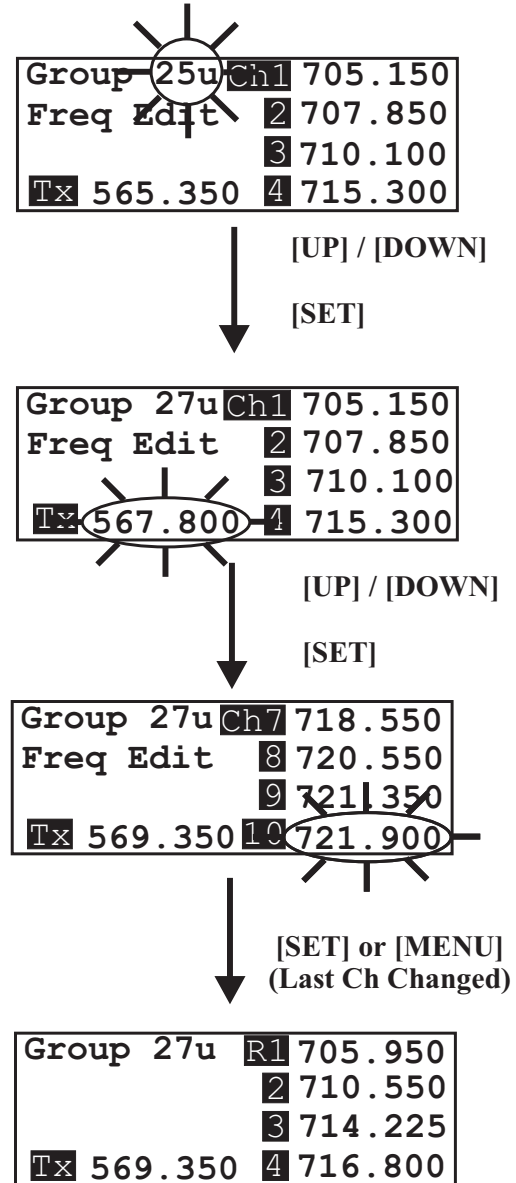 Group 25u Ch1 705.150
Freq Edit 2 707.850
3 710.100
Tx 565.350 4 715.300
[UP] / [DOWN]
[SET]
Group 27u Ch1 705.150
Freq Edit 2 707.850
3 710.100
Tx 567.800 4 715.300
[UP] / [DOWN]
[SET]
Group 27u Ch7 718.550
Freq Edit 8 720.550
9 721.350
Tx 569.350 10 721.900
[SET] or [MENU]
(Last Ch Changed)
Group 27u R1 705.950
2 710.550
3 714.225
Tx 569.350 4 716.800